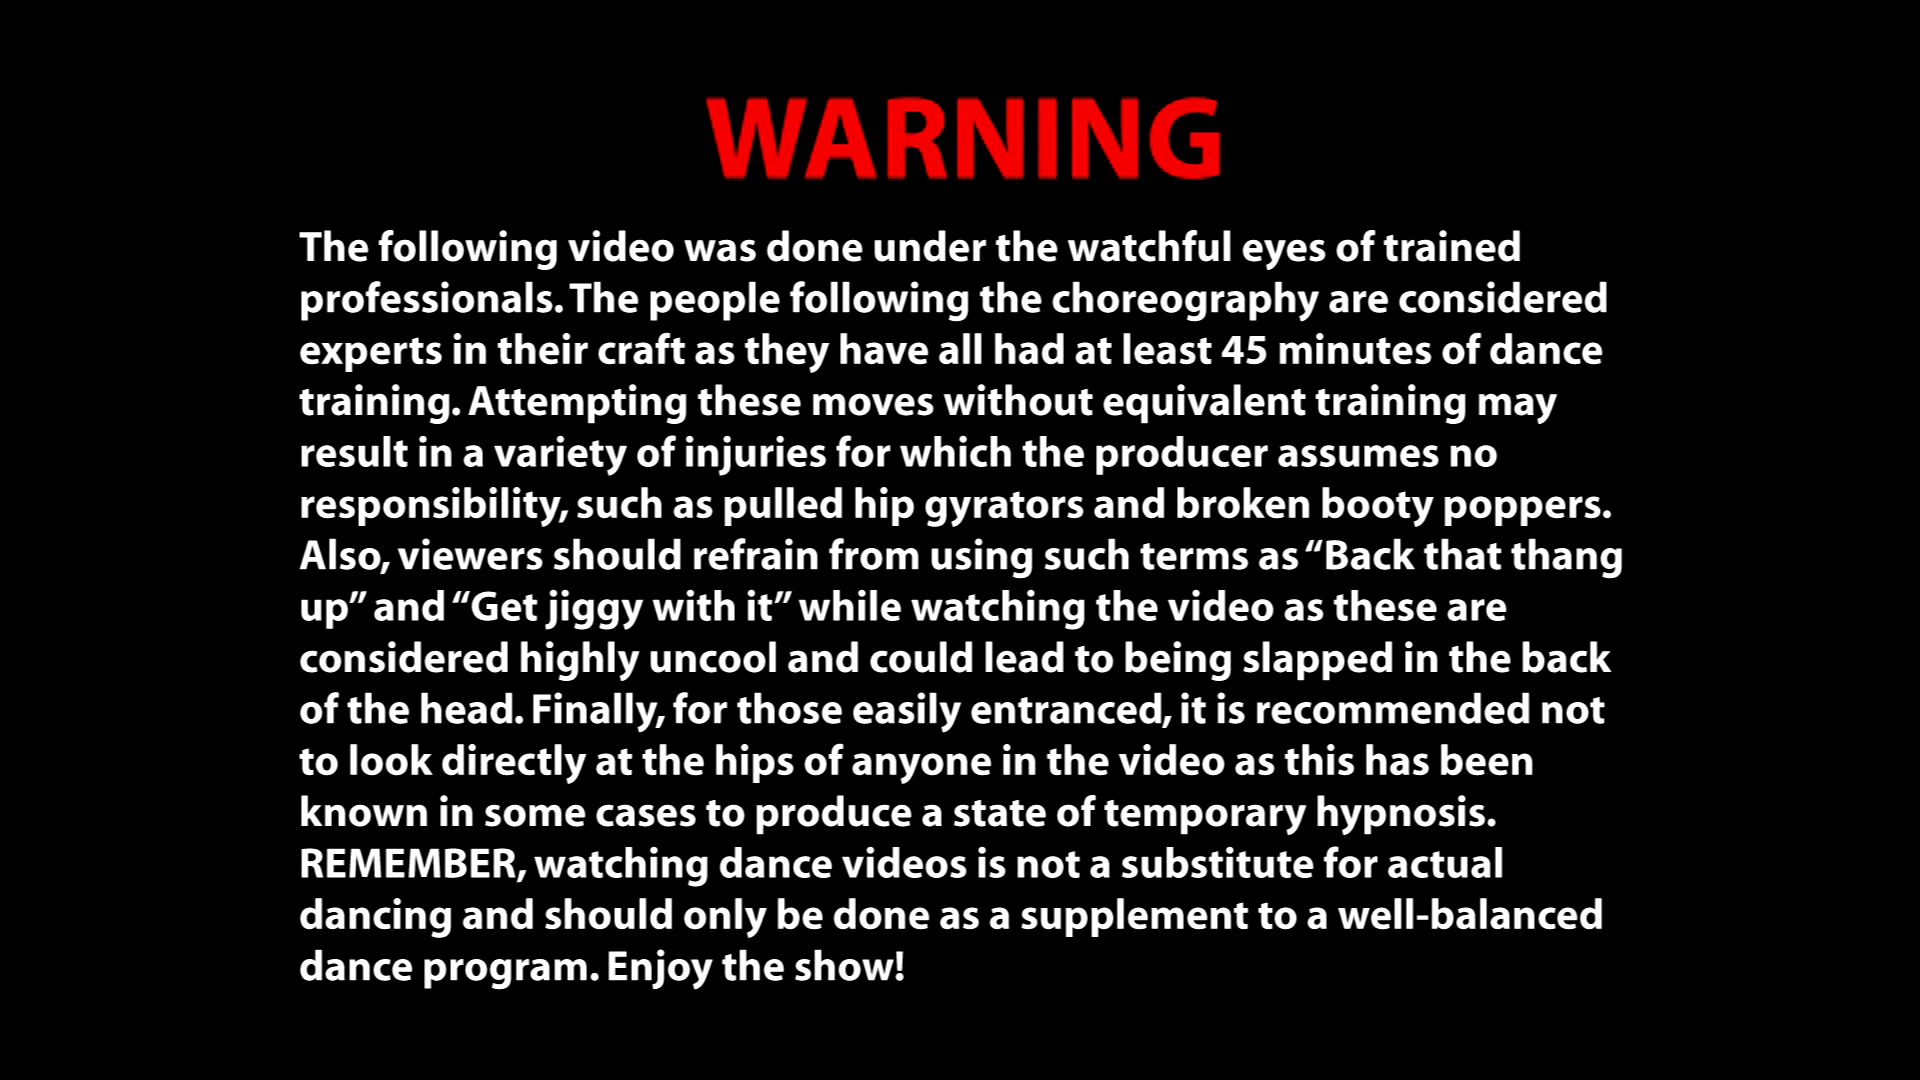 WARNING
The following video was done under the watchful eyes of trained
professionals. The people following the choreography are considered
experts in their craft as they have all had at least 45 minutes of dance
training. Attempting these moves without equivalent training may
result in a variety of injuries for which the producer assumes no
responsibility, such as pulled hip gyrators and broken booty poppers.
Also, viewers should refrain from using such terms as “Back that thang
up” and “Get jiggy with it” while watching the video as these are
considered highly uncool and could lead to being slapped in the back
of the head. Finally, for those easily entranced, it is recommended not
to look directly at the hips of anyone in the video as this has been
known in some cases to produce a state of temporary hypnosis.
REMEMBER, watching dance videos is not a substitute for actual
dancing and should only be done as a supplement to a well-balanced
dance program. Enjoy the show!